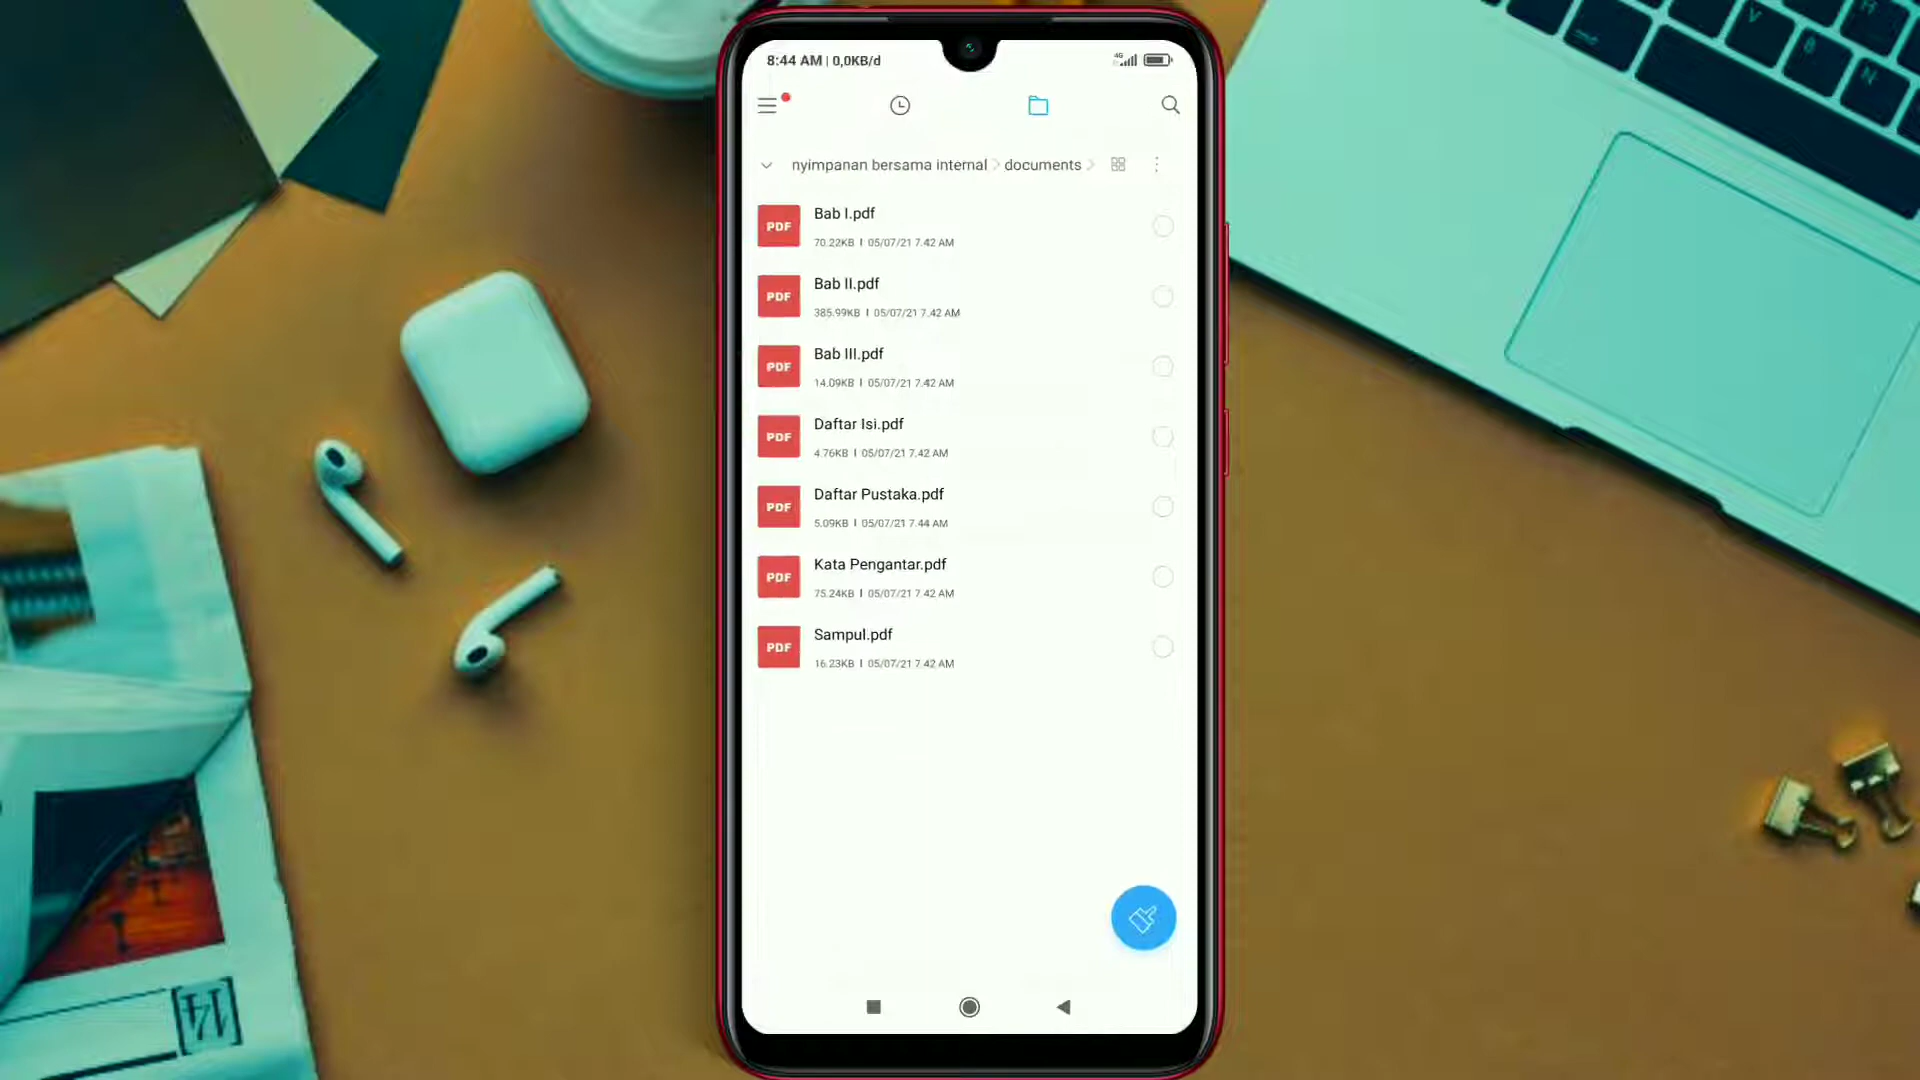 8:44 AM | 0,0KB/d
4G
nyimpanan bersama internal > documents >
PDF
Bab I.pdf
70.22KB | 05/07/21 7.42 AM
PDF
Bab II.pdf
385.99KB | 05/07/21 7.42 AM
PDF
Bab III.pdf
14.09KB | 05/07/21 7.42 AM
PDF
Daftar Isi.pdf
4.76KB | 05/07/21 7.42 AM
PDF
Daftar Pustaka.pdf
5.09KB | 05/07/21 7.44 AM
PDF
Kata Pengantar.pdf
75.24KB | 05/07/21 7.42 AM
PDF
Sampul.pdf
16.23KB | 05/07/21 7.42 AM
V
B
N
H
cmd
[14]